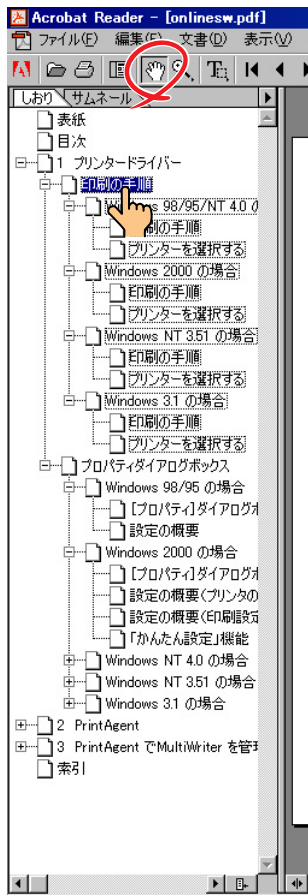 Acrobat Reader - [onlinesw.pdf]
ファイル(F) 編集(E) 文書(D) 表示(V)
しおり サムネール
表紙
目次
1 プリンタードライバー
印刷の手順
Windows 98/95/NT 4.0 の
印刷の手順
プリンターを選択する
Windows 2000 の場合
印刷の手順
プリンターを選択する
Windows NT 3.51 の場合
印刷の手順
プリンターを選択する
Windows 3.1 の場合
印刷の手順
プリンターを選択する
プロパティダイアログボックス
Windows 98/95 の場合
[プロパティ]ダイアログボ
設定の概要
Windows 2000 の場合
[プロパティ]ダイアログボ
設定の概要(プリンタの
設定の概要(印刷設定
「かんたん設定」機能
Windows NT 4.0 の場合
Windows NT 3.51 の場合
Windows 3.1 の場合
2 PrintAgent
3 PrintAgent でMultiWriter を管理
索引